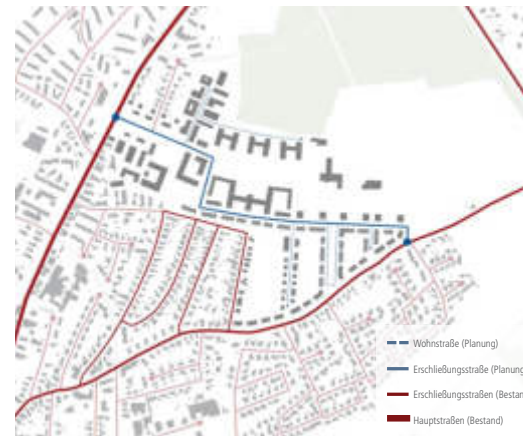 Wohnstraße (Planung)
Erschließungsstraße (Planung
Erschließungsstraßen (Bestan
Hauptstraßen (Bestand)